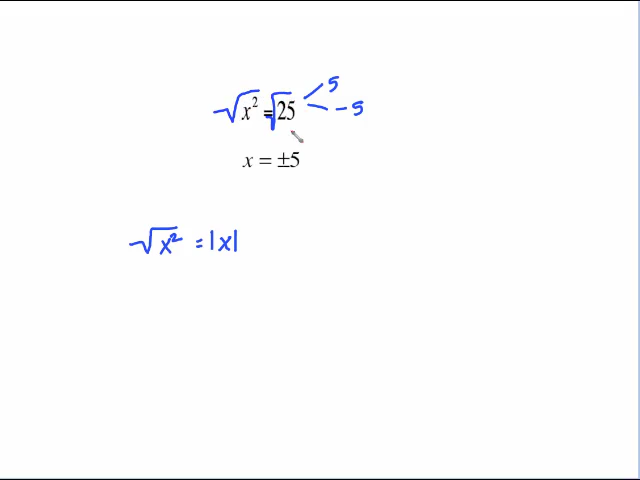 √x² = √25 5
-5
x = ±5
√x² = |x|